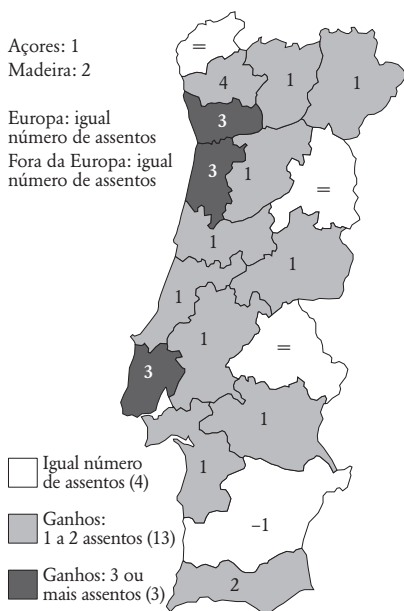 Açores: 1
Madeira: 2
Europa: igual
número de assentos
Fora da Europa: igual
número de assentos
=
4
1
1
3
3
1
=
1
1
1
1
=
3
1
1
–1
2
Igual número
de assentos (4)
Ganhos:
1 a 2 assentos (13)
Ganhos: 3 ou
mais assentos (3)